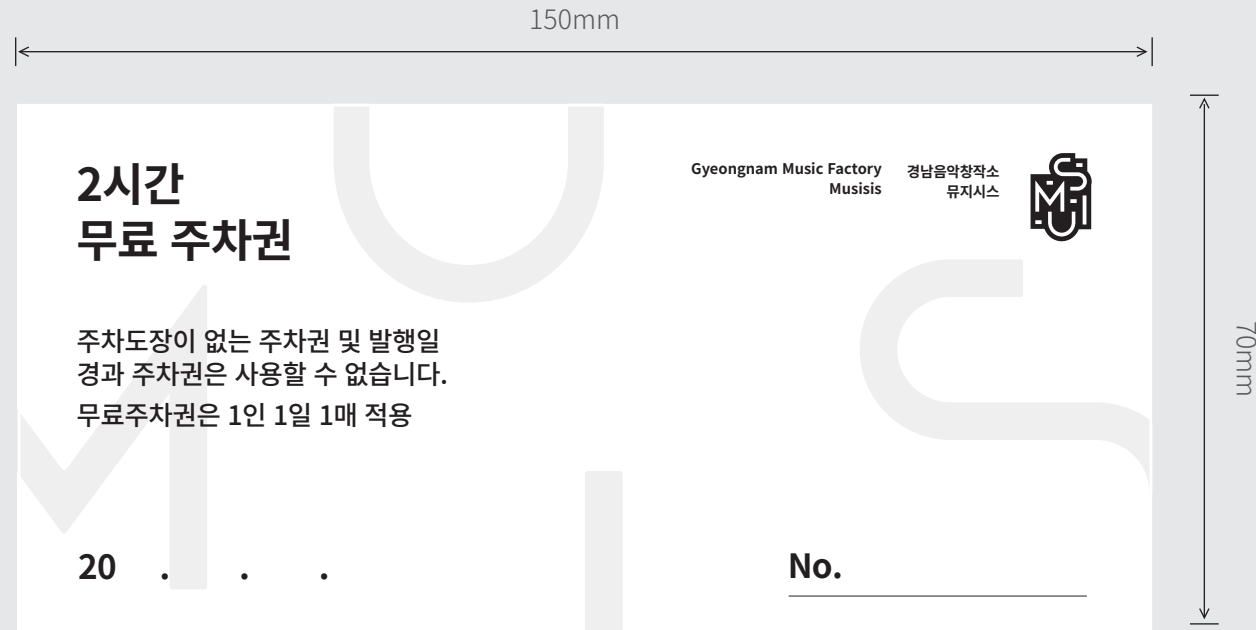 150mm
2시간
무료 주차권
Gyeongnam Music Factory
Musisis
경남음악창작소
뮤지시스
MUSI
주차도장이 없는 주차권 및 발행일
경과 주차권은 사용할 수 없습니다.
무료주차권은 1인 1일 1매 적용
70mm
20 . . .
No.